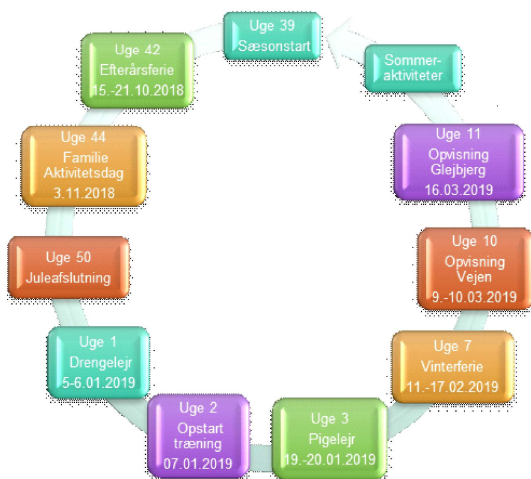 Uge 39
Sæsonstart
Uge 42
Efterårsferie
15.-21.10.2018
Uge 44
Familie
Aktivitetsdag
3.11.2018
Uge 50
Juleafslutning
Uge 1
Drengelejr
5-6.01.2019
Uge 2
Opstart
træning
07.01.2019
Uge 3
Pigelejr
19.-20.01.2019
Uge 7
Vinterferie
11.-17.02.2019
Uge 10
Opvisning
Vejen
9.-10.03.2019
Uge 11
Opvisning
Glejbjerg
16.03.2019
Sommer-
aktiviteter